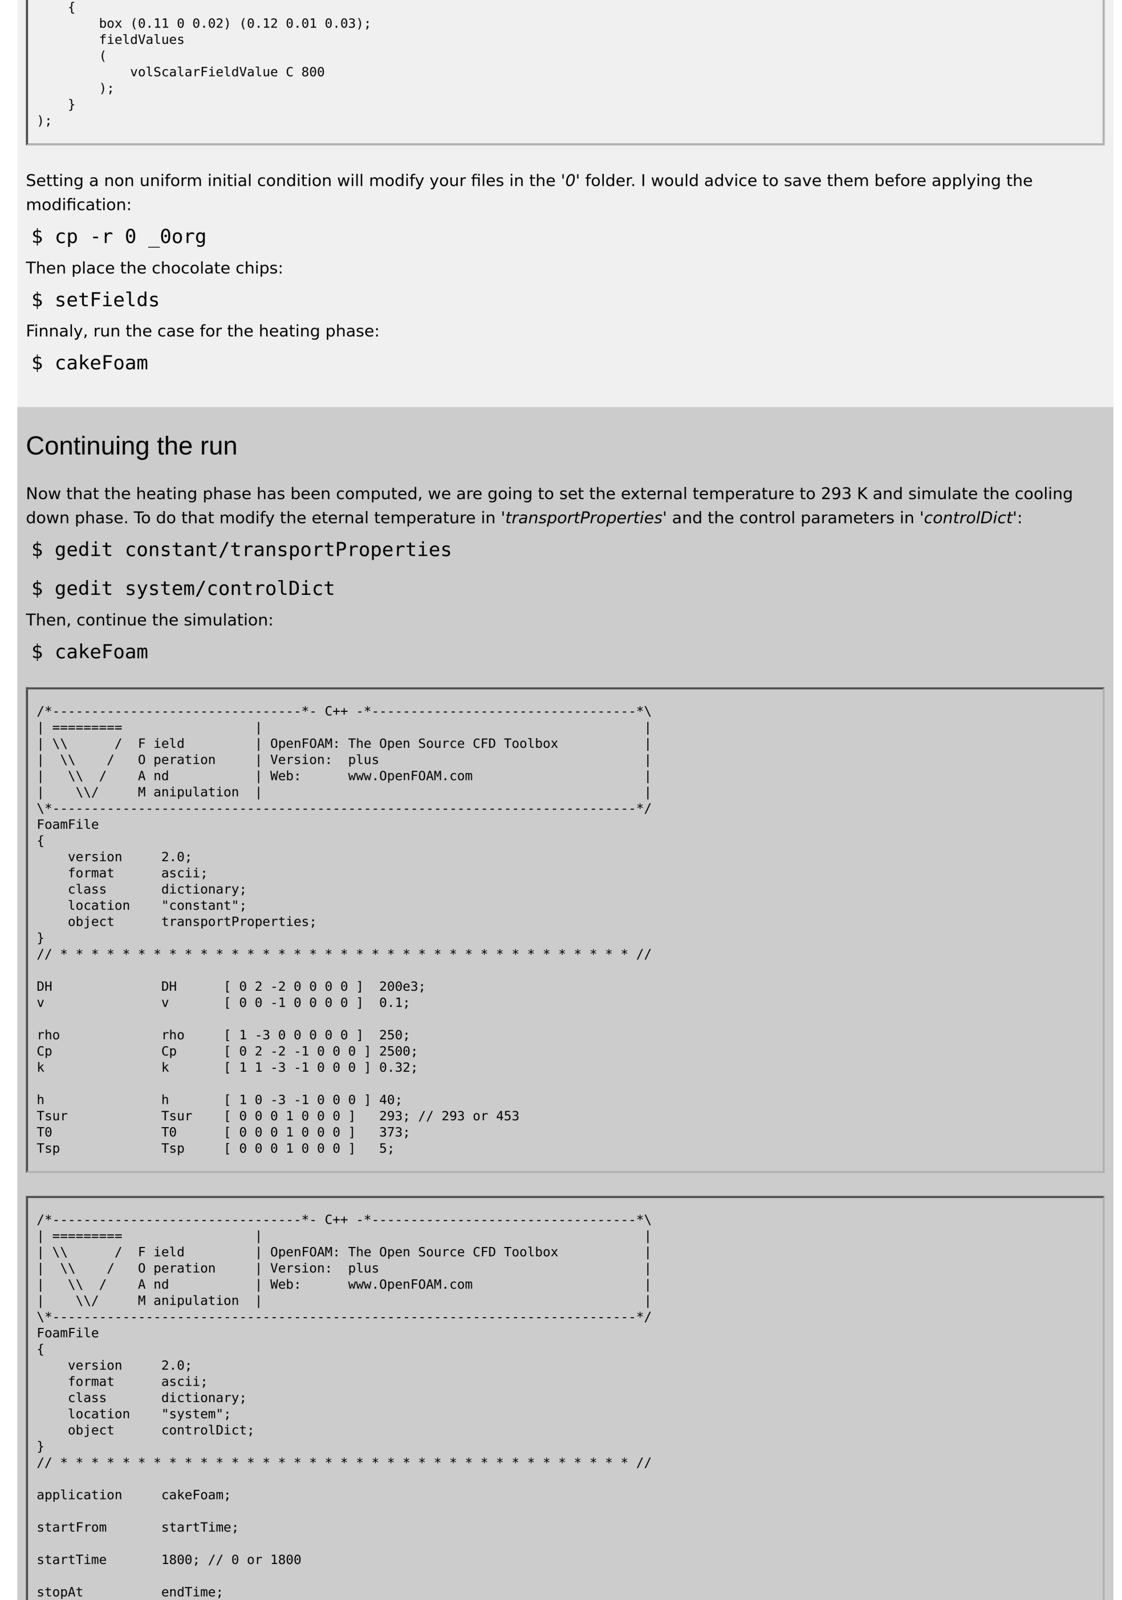 {
        box (0.11 0 0.02) (0.12 0.01 0.03);
        fieldValues
        (
            volScalarFieldValue C 800
        );
    }
);
Setting a non uniform initial condition will modify your files in the '0' folder. I would advice to save them before applying the
modification:
$ cp -r 0 _0org
Then place the chocolate chips:
$ setFields
Finnaly, run the case for the heating phase:
$ cakeFoam
Continuing the run
Now that the heating phase has been computed, we are going to set the external temperature to 293 K and simulate the cooling
down phase. To do that modify the eternal temperature in 'transportProperties' and the control parameters in 'controlDict':
$ gedit constant/transportProperties
$ gedit system/controlDict
Then, continue the simulation:
$ cakeFoam
/*--------------------------------*- C++ -*----------------------------------*\
| =========                 |                                                 |
| \\      /  F ield         | OpenFOAM: The Open Source CFD Toolbox           |
|  \\    /   O peration     | Version:  plus                                  |
|   \\  /    A nd           | Web:      www.OpenFOAM.com                      |
|    \\/     M anipulation  |                                                 |
\*---------------------------------------------------------------------------*/
FoamFile
{
    version     2.0;
    format      ascii;
    class       dictionary;
    location    "constant";
    object      transportProperties;
}
// * * * * * * * * * * * * * * * * * * * * * * * * * * * * * * * * * * * * * //
DH              DH      [ 0 2 -2 0 0 0 0 ]  200e3;
v               v       [ 0 0 -1 0 0 0 0 ]  0.1;
rho             rho     [ 1 -3 0 0 0 0 0 ]  250;
Cp              Cp      [ 0 2 -2 -1 0 0 0 ] 2500;
k               k       [ 1 1 -3 -1 0 0 0 ] 0.32;
h               h       [ 1 0 -3 -1 0 0 0 ] 40;
Tsur            Tsur    [ 0 0 0 1 0 0 0 ]   293; // 293 or 453
T0              T0      [ 0 0 0 1 0 0 0 ]   373;
Tsp             Tsp     [ 0 0 0 1 0 0 0 ]   5;
/*--------------------------------*- C++ -*----------------------------------*\
| =========                 |                                                 |
| \\      /  F ield         | OpenFOAM: The Open Source CFD Toolbox           |
|  \\    /   O peration     | Version:  plus                                  |
|   \\  /    A nd           | Web:      www.OpenFOAM.com                      |
|    \\/     M anipulation  |                                                 |
\*---------------------------------------------------------------------------*/
FoamFile
{
    version     2.0;
    format      ascii;
    class       dictionary;
    location    "system";
    object      controlDict;
}
// * * * * * * * * * * * * * * * * * * * * * * * * * * * * * * * * * * * * * //
application     cakeFoam;
startFrom       startTime;
startTime       1800; // 0 or 1800
stopAt          endTime;